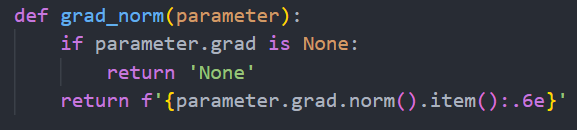 def grad_norm(parameter):
    if parameter.grad is None:
        return 'None'
    return f'{parameter.grad.norm().item():.6e}'